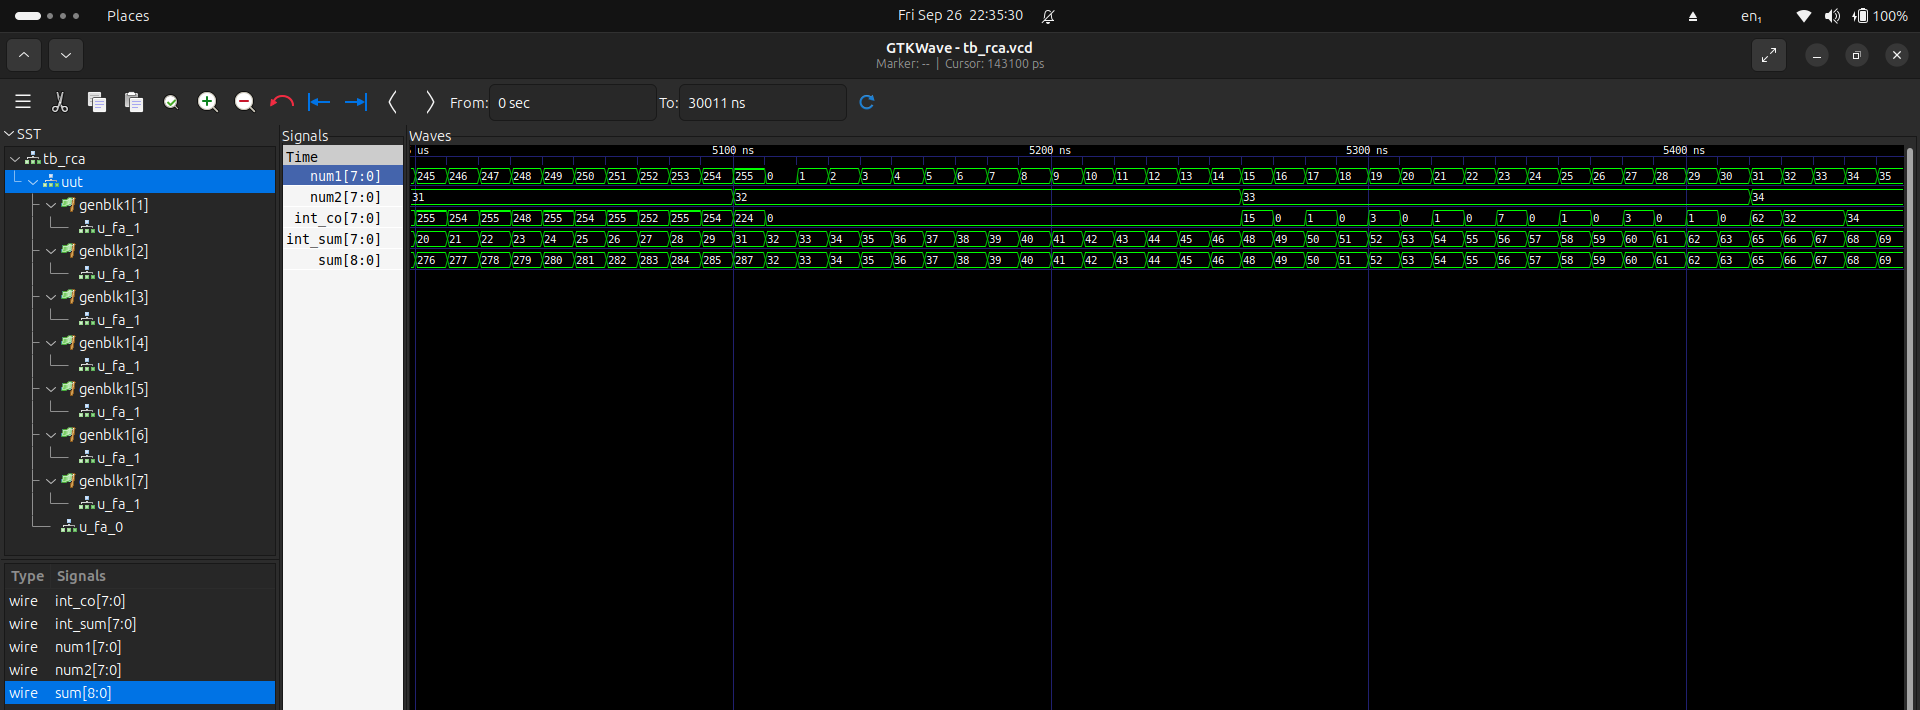 Places
Fri Sep 26 22:35:30
en₁
100%
GTKWave - tb_rca.vcd
Marker: -- | Cursor: 143100 ps
From: 0 sec
To: 30011 ns
SST
tb_rca
uut
genblk1[1]
u_fa_1
genblk1[2]
u_fa_1
genblk1[3]
u_fa_1
genblk1[4]
u_fa_1
genblk1[5]
u_fa_1
genblk1[6]
u_fa_1
genblk1[7]
u_fa_1
u_fa_0
Type Signals
wire int_co[7:0]
wire int_sum[7:0]
wire num1[7:0]
wire num2[7:0]
wire sum[8:0]
Signals
Time
num1[7:0]
num2[7:0]
int_co[7:0]
int_sum[7:0]
sum[8:0]
Waves
us 5100 ns 5200 ns 5300 ns 5400 ns
245 246 247 248 249 250 251 252 253 254 255 0 1 2 3 4 5 6 7 8 9 10 11 12 13 14 15 16 17 18 19 20 21 22 23 24 25 26 27 28 29 30 31 32 33 34 35
31 32 33 34
255 254 255 248 255 254 255 252 255 254 224 0 15 0 1 0 3 0 1 0 7 0 1 0 3 0 1 0 62 32 34
20 21 22 23 24 25 26 27 28 29 31 32 33 34 35 36 37 38 39 40 41 42 43 44 45 46 48 49 50 51 52 53 54 55 56 57 58 59 60 61 62 63 65 66 67 68 69
276 277 278 279 280 281 282 283 284 285 287 32 33 34 35 36 37 38 39 40 41 42 43 44 45 46 48 49 50 51 52 53 54 55 56 57 58 59 60 61 62 63 65 66 67 68 69